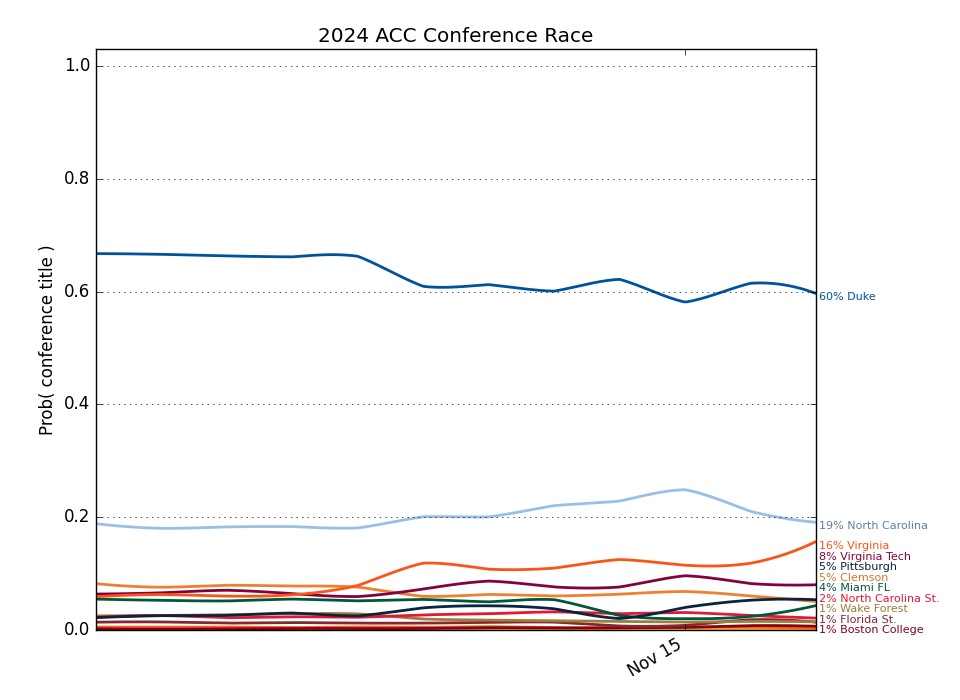 2024 ACC Conference Race
Prob( conference title )
1.0
0.8
0.6
0.4
0.2
0.0
Nov 15
60% Duke
19% North Carolina
16% Virginia
8% Virginia Tech
5% Pittsburgh
5% Clemson
4% Miami FL
2% North Carolina St.
1% Wake Forest
1% Florida St.
1% Boston College